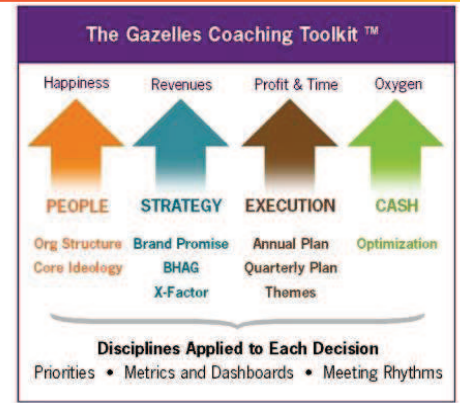 The Gazelles Coaching Toolkit ™
Happiness Revenues Profit & Time Oxygen
PEOPLE STRATEGY EXECUTION CASH
Org Structure Brand Promise Annual Plan Optimization
Core Ideology BHAG Quarterly Plan
X-Factor Themes
Disciplines Applied to Each Decision
Priorities • Metrics and Dashboards • Meeting Rhythms